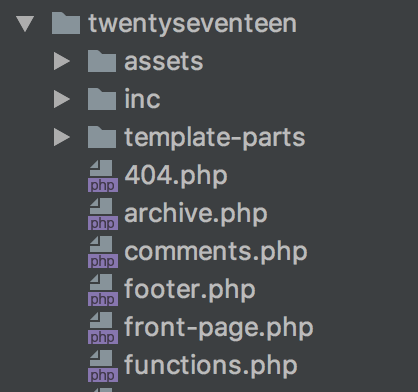 twentyseventeen
assets
inc
template-parts
php 404.php
php archive.php
php comments.php
php footer.php
php front-page.php
php functions.php